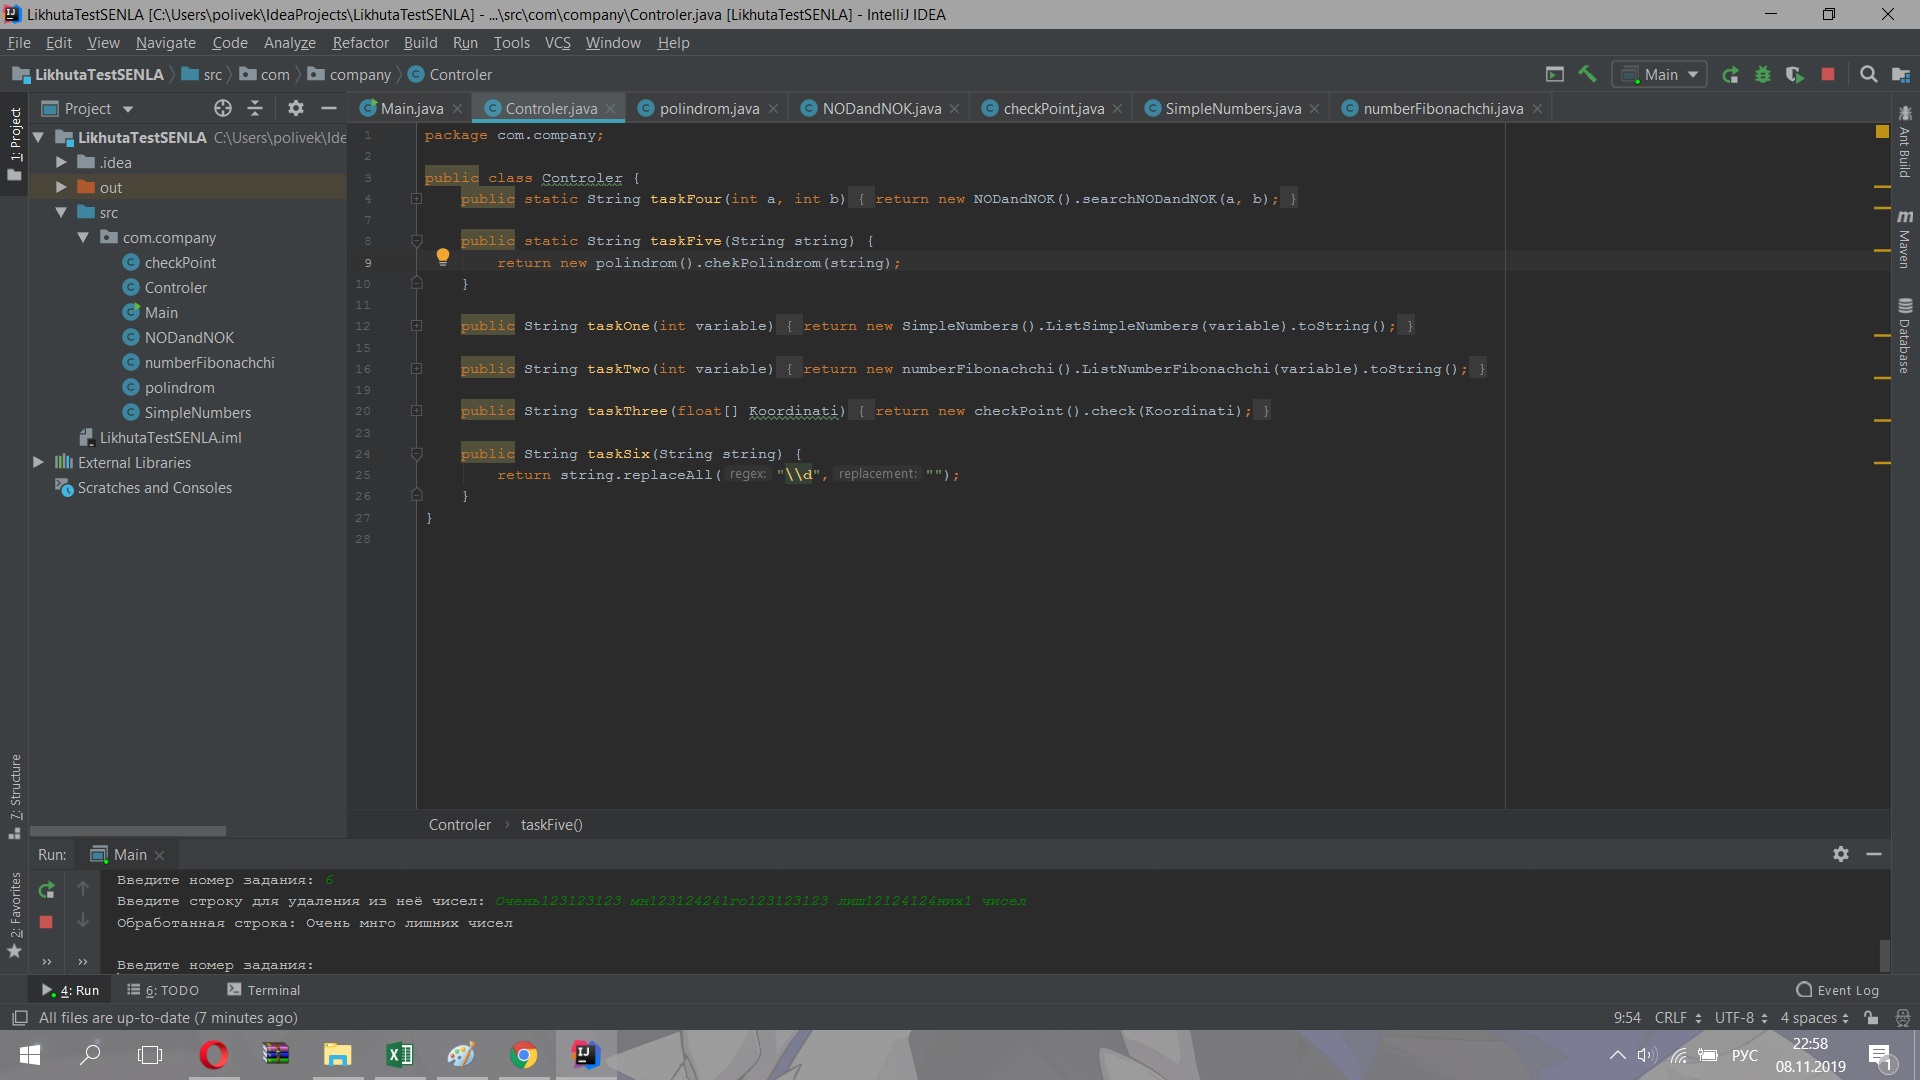 LikhutaTestSENLA [C:\Users\polivek\IdeaProjects\LikhutaTestSENLA] - ...\src\com\company\Controler.java [LikhutaTestSENLA] - IntelliJ IDEA
File Edit View Navigate Code Analyze Refactor Build Run Tools VCS Window Help
LikhutaTestSENLA src com company Controler Main
Project Main.java Controler.java polindrom.java NODandNOK.java checkPoint.java SimpleNumbers.java numberFibonachchi.java
1: Project
LikhutaTestSENLA C:\Users\polivek\Ide
.idea
out
src
com.company
checkPoint
Controler
Main
NODandNOK
numberFibonachchi
polindrom
SimpleNumbers
LikhutaTestSENLA.iml
External Libraries
Scratches and Consoles
7: Structure
2: Favorites
1 package com.company;
2
3 public class Controler {
4 public static String taskFour(int a, int b) { return new NODandNOK().searchNODandNOK(a, b); }
7
8 public static String taskFive(String string) {
9 return new polindrom().chekPolindrom(string);
10 }
11
12 public String taskOne(int variable) { return new SimpleNumbers().ListSimpleNumbers(variable).toString(); }
15
16 public String taskTwo(int variable) { return new numberFibonachchi().ListNumberFibonachchi(variable).toString(); }
19
20 public String taskThree(float[] Koordinati) { return new checkPoint().check(Koordinati); }
23
24 public String taskSix(String string) {
25 return string.replaceAll( regex: "\\d", replacement: "");
26 }
27 }
28
Ant Build
Maven
Database
Controler › taskFive()
Run: Main
Введите номер задания: 6
Введите строку для удаления из неё чисел: Очень123123123 мн123124241го123123123 лиш12124124них1 чисел
Обработанная строка: Очень мнго лишних чисел
Введите номер задания:
4: Run 6: TODO Terminal Event Log
All files are up-to-date (7 minutes ago) 9:54 CRLF UTF-8 4 spaces
РУС 22:58
08.11.2019
1